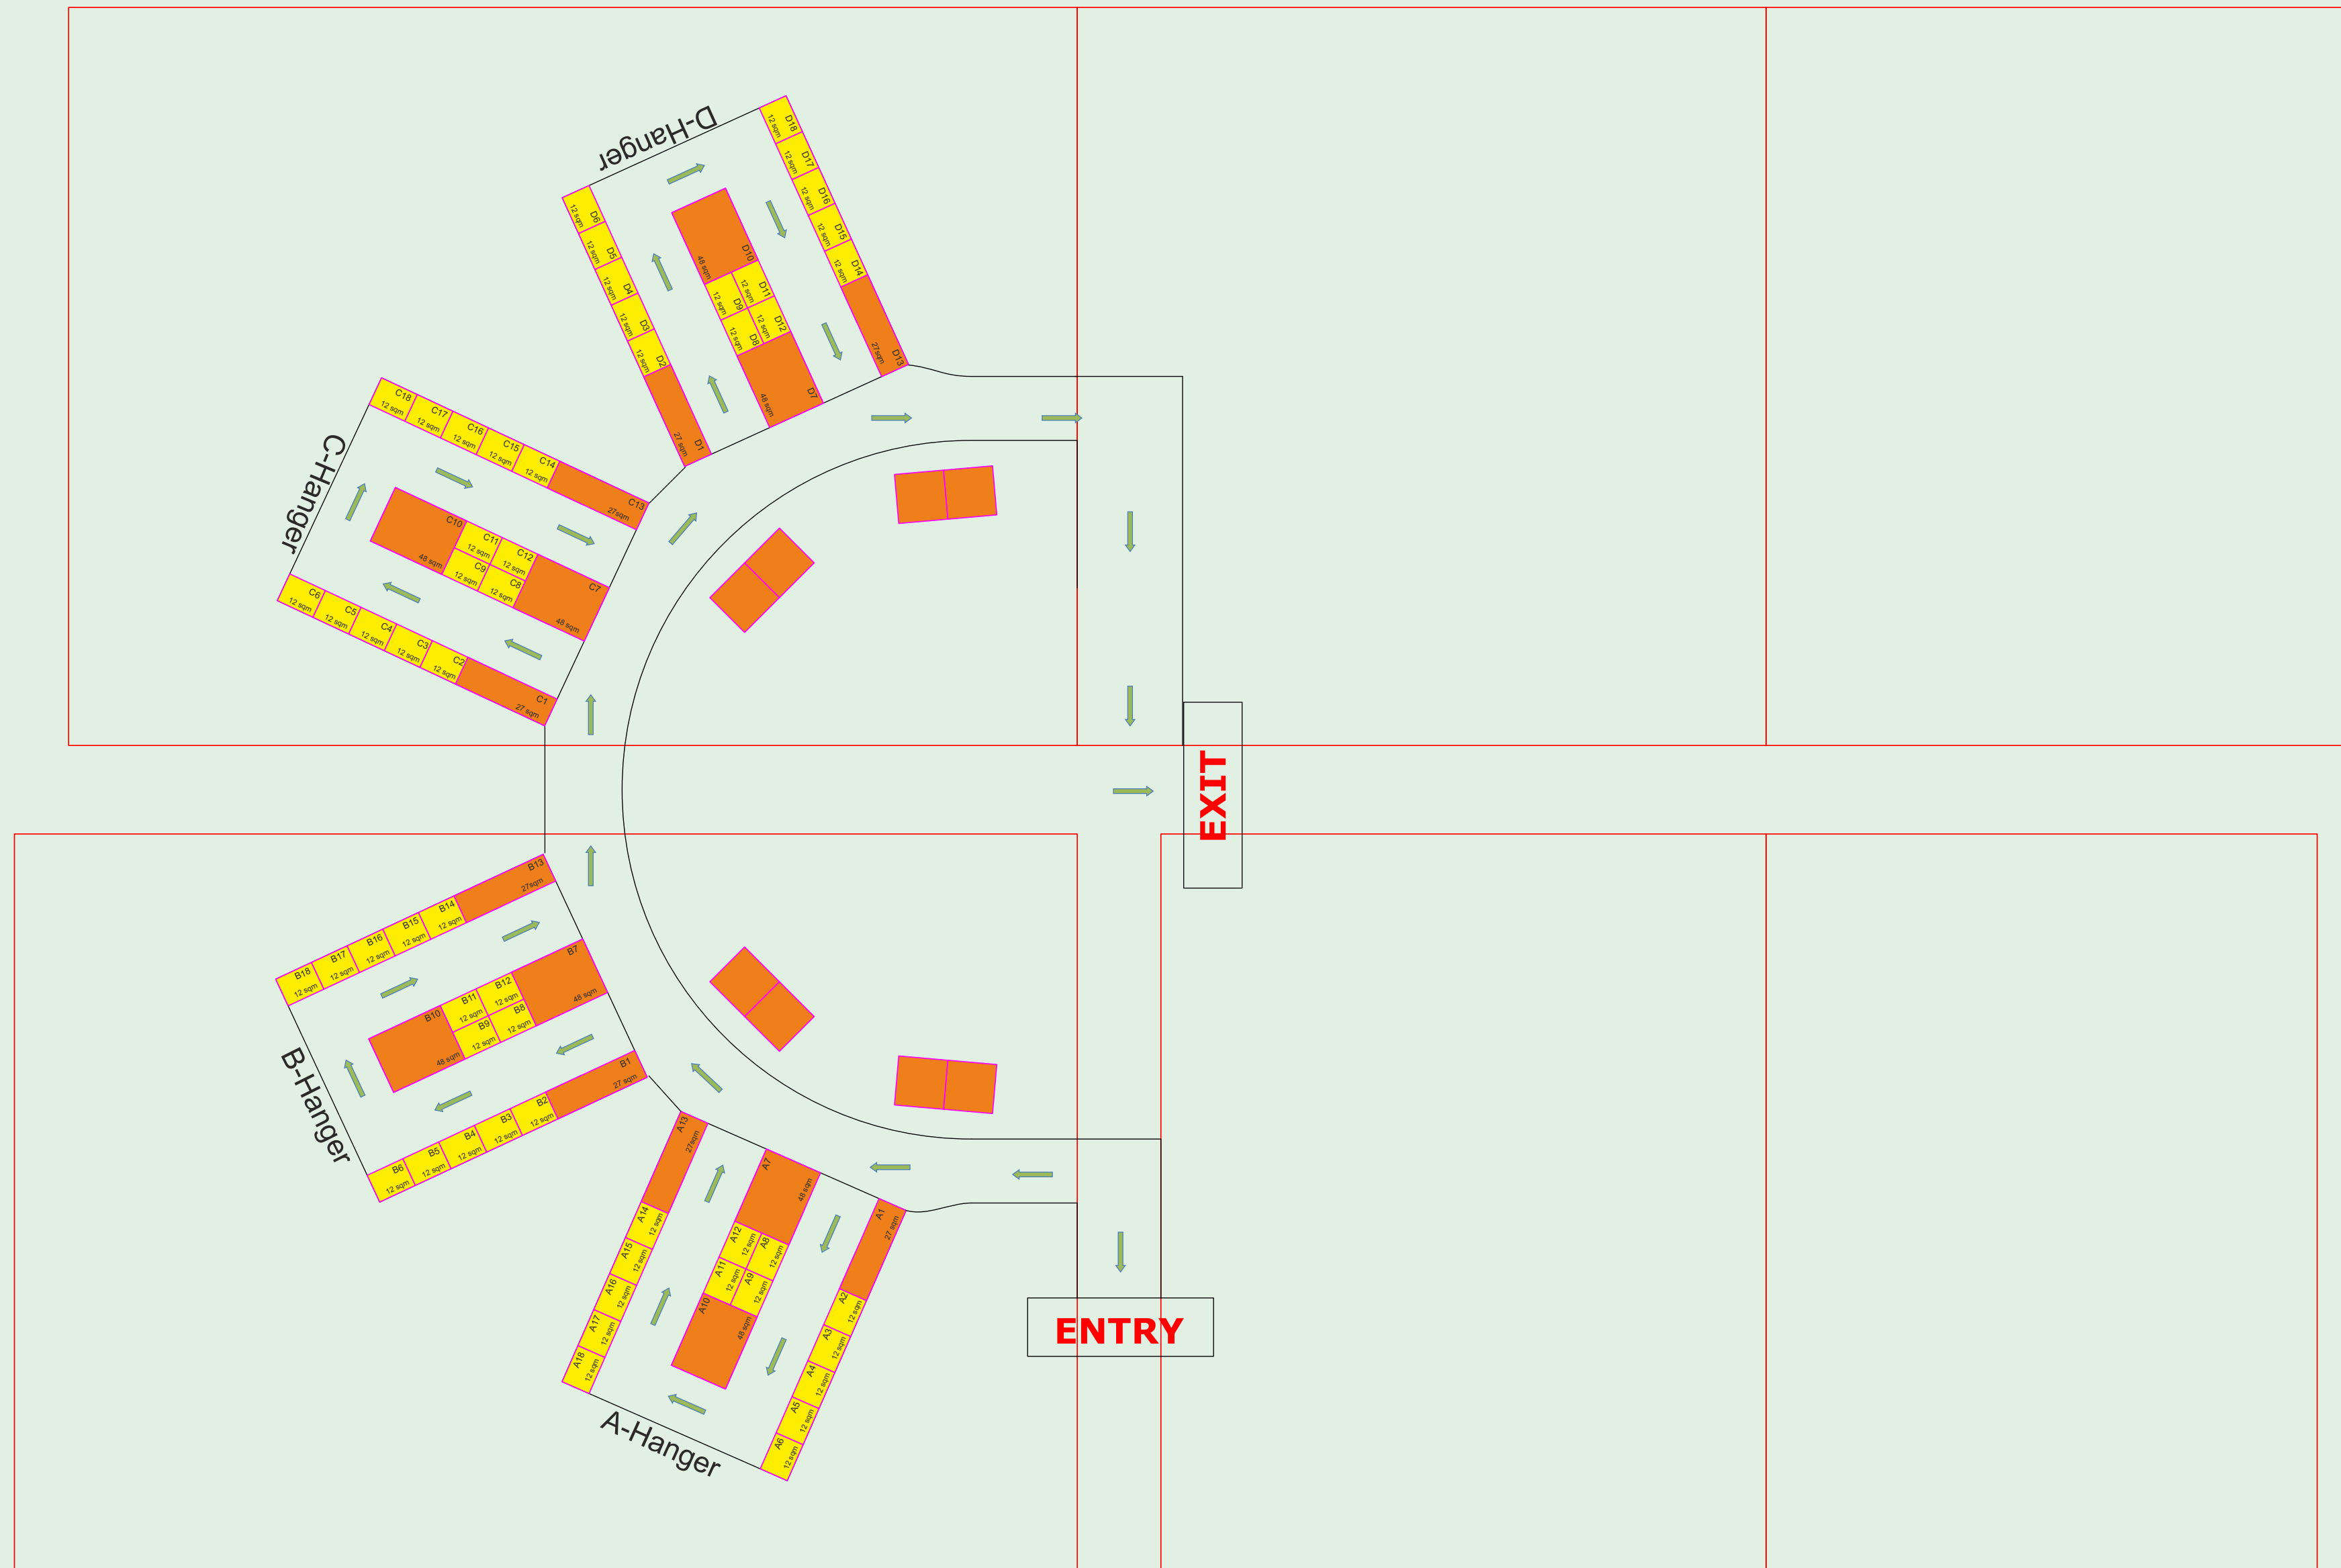 D-Hanger
D18
12 sqm
D17
12 sqm
D16
12 sqm
D15
12 sqm
D14
12 sqm
D13
27sqm
D6
12 sqm
D5
12 sqm
D4
12 sqm
D3
12 sqm
D2
12 sqm
D1
27 sqm
D10
48 sqm
D11
12 sqm
D9
12 sqm
D12
12 sqm
D8
12 sqm
D7
48 sqm
C-Hanger
C18
12 sqm
C17
12 sqm
C16
12 sqm
C15
12 sqm
C14
12 sqm
C13
27sqm
C10
48 sqm
C11
12 sqm
C12
12 sqm
C9
12 sqm
C8
12 sqm
C7
48 sqm
C6
12 sqm
C5
12 sqm
C4
12 sqm
C3
12 sqm
C2
12 sqm
C1
27 sqm
EXIT
B-Hanger
B13
27sqm
B14
12 sqm
B15
12 sqm
B16
12 sqm
B17
12 sqm
B18
12 sqm
B7
48 sqm
B12
12 sqm
B11
12 sqm
B8
12 sqm
B9
12 sqm
B10
48 sqm
B1
27 sqm
B2
12 sqm
B3
12 sqm
B4
12 sqm
B5
12 sqm
B6
12 sqm
A13
27sqm
A14
12 sqm
A15
12 sqm
A16
12 sqm
A17
12 sqm
A18
12 sqm
A7
48 sqm
A12
12 sqm
A8
12 sqm
A11
12 sqm
A9
12 sqm
A10
48 sqm
A1
27 sqm
A2
12 sqm
A3
12 sqm
A4
12 sqm
A5
12 sqm
A6
12 sqm
A-Hanger
ENTRY